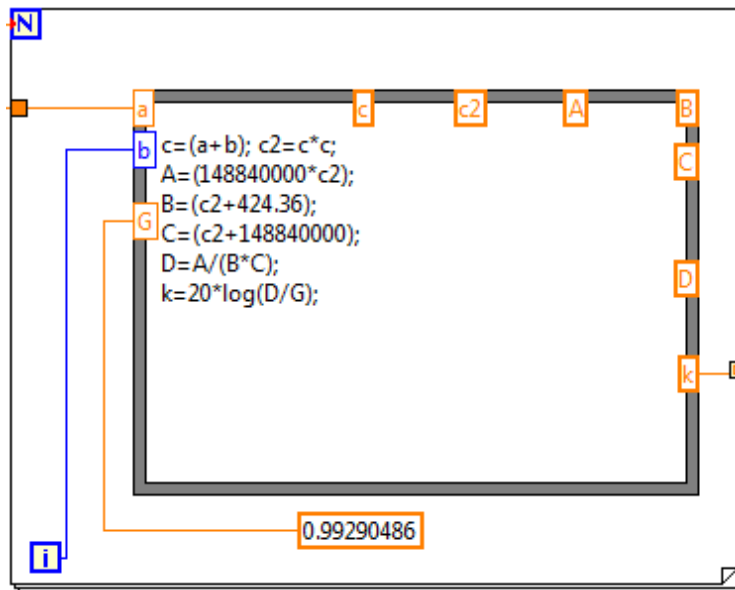 N
a c c2 A B
b c=(a+b); c2=c*c;
C
A=(148840000*c2);
G B=(c2+424.36);
C=(c2+148840000);
D=A/(B*C);
D
k=20*log(D/G);
k
0.99290486
i